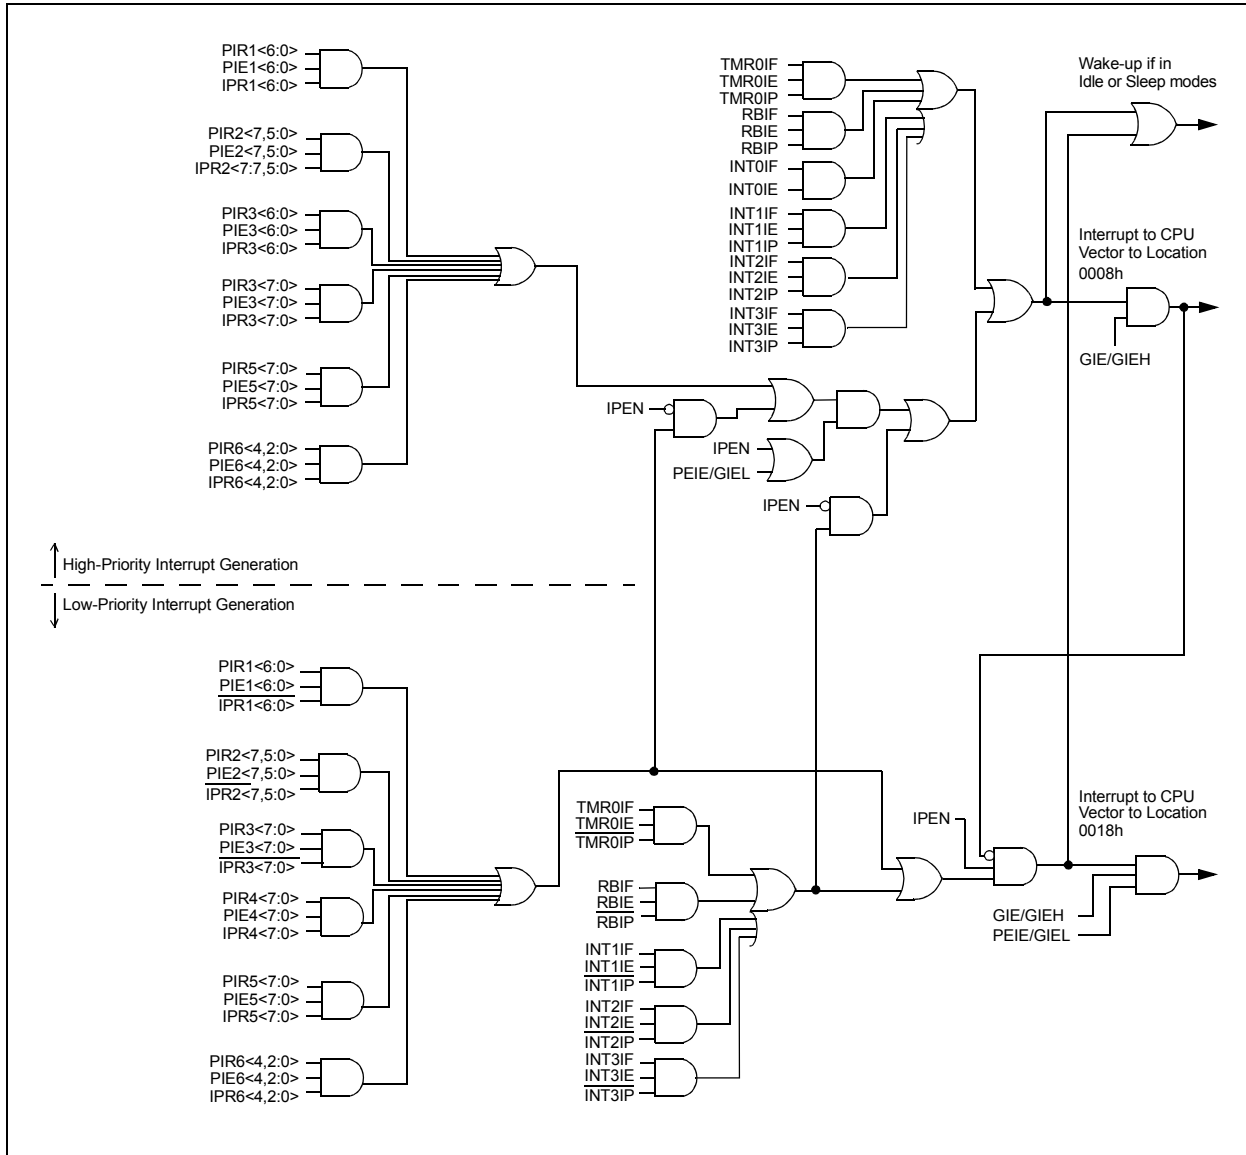 PIR1<6:0>
PIE1<6:0>
IPR1<6:0>
PIR2<7,5:0>
PIE2<7,5:0>
IPR2<7:7,5:0>
PIR3<6:0>
PIE3<6:0>
IPR3<6:0>
PIR3<7:0>
PIE3<7:0>
IPR3<7:0>
PIR5<7:0>
PIE5<7:0>
IPR5<7:0>
PIR6<4,2:0>
PIE6<4,2:0>
IPR6<4,2:0>
TMR0IF
TMR0IE
TMR0IP
RBIF
RBIE
RBIP
INT0IF
INT0IE
INT1IF
INT1IE
INT1IP
INT2IF
INT2IE
INT2IP
INT3IF
INT3IE
INT3IP
Wake-up if in
Idle or Sleep modes
Interrupt to CPU
Vector to Location
0008h
GIE/GIEH
IPEN
IPEN
PEIE/GIEL
IPEN
High-Priority Interrupt Generation
Low-Priority Interrupt Generation
PIR1<6:0>
PIE1<6:0>
IPR1<6:0>
PIR2<7,5:0>
PIE2<7,5:0>
IPR2<7,5:0>
PIR3<7:0>
PIE3<7:0>
IPR3<7:0>
PIR4<7:0>
PIE4<7:0>
IPR4<7:0>
PIR5<7:0>
PIE5<7:0>
IPR5<7:0>
PIR6<4,2:0>
PIE6<4,2:0>
IPR6<4,2:0>
TMR0IF
TMR0IE
TMR0IP
RBIF
RBIE
RBIP
INT1IF
INT1IE
INT1IP
INT2IF
INT2IE
INT2IP
INT3IF
INT3IE
INT3IP
IPEN
Interrupt to CPU
Vector to Location
0018h
GIE/GIEH
PEIE/GIEL